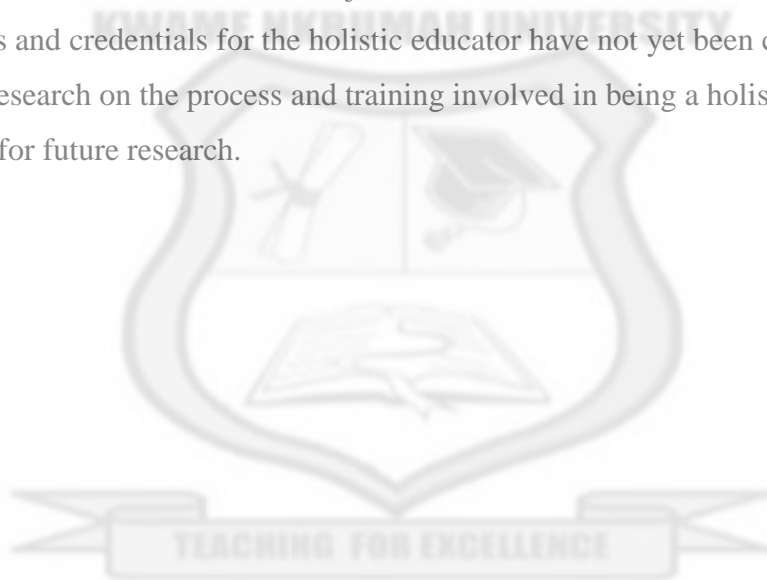 KWAME NKRUMAH UNIVERSITY
s and credentials for the holistic educator have not yet been
esearch on the process and training involved in being a
for future research.
TEACHING FOR EXCELLENCE